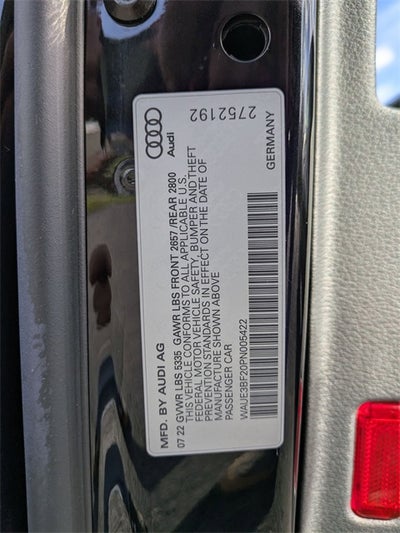 MFD. BY AUDI AG
07 22 GVWR LBS 5335 GAWR LBS FRONT 2657 /REAR 2800
THIS VEHICLE CONFORMS TO ALL APPLICABLE U.S.
FEDERAL MOTOR VEHICLE SAFETY, BUMPER AND THEFT
PREVENTION STANDARDS IN EFFECT ON THE DATE OF
MANUFACTURE SHOWN ABOVE
PASSENGER CAR
WAUE3BF20PN005422
Audi
GERMANY
2752192